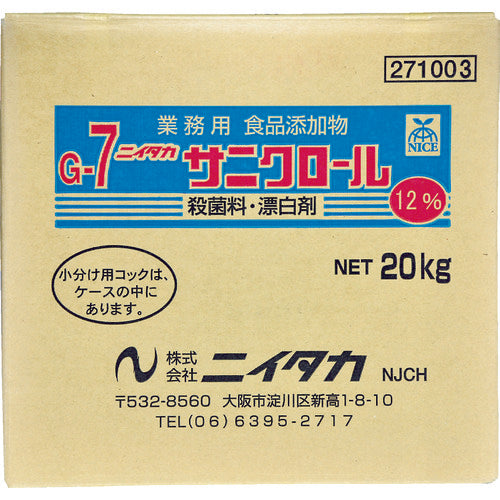 271003
業務用 食品添加物
G-7 ニイタカ サニクロール
NICE
殺菌料・漂白剤
12%
NET 20kg
小分け用コックは、
ケースの中に
あります。
株式会社 ニイタカ NJCH
〒532-8560 大阪市淀川区新高1-8-10
TEL(06)6395-2717